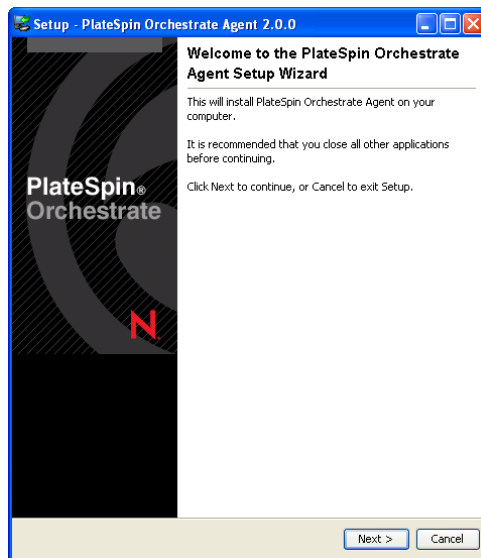 Setup - PlateSpin Orchestrate Agent 2.0.0
Welcome to the PlateSpin Orchestrate
Agent Setup Wizard
This will install PlateSpin Orchestrate Agent on your
computer.
It is recommended that you close all other applications
before continuing.
Click Next to continue, or Cancel to exit Setup.
PlateSpin®
Orchestrate
N
Next >
Cancel